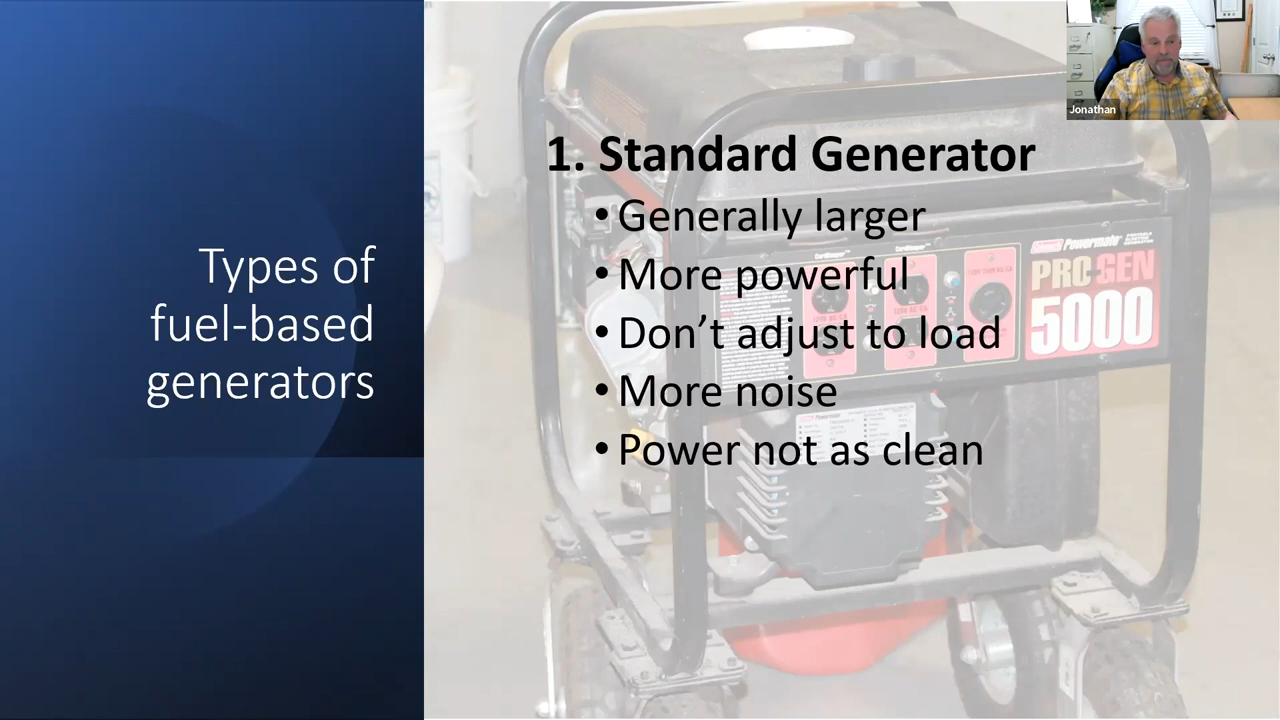 Types of
fuel-based
generators
1. Standard Generator
• Generally larger
• More powerful
• Don’t adjust to load
• More noise
• Power not as clean
Jonathan
Powermate
PRO-GEN
5000